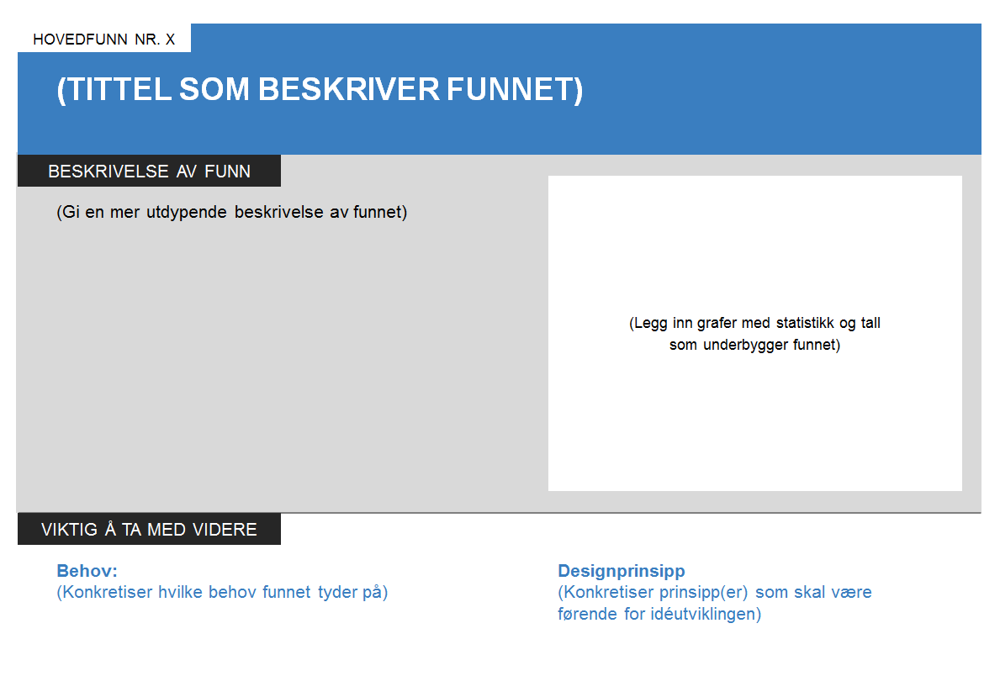 HOVEDFUNN NR. X
(TITTEL SOM BESKRIVER FUNNET)
BESKRIVELSE AV FUNN
(Gi en mer utdypende beskrivelse av funnet)
(Legg inn grafer med statistikk og tall
som underbygger funnet)
VIKTIG Å TA MED VIDERE
Behov:
(Konkretiser hvilke behov funnet tyder på)
Designprinsipp
(Konkretiser prinsipp(er) som skal være
førende for idéutviklingen)